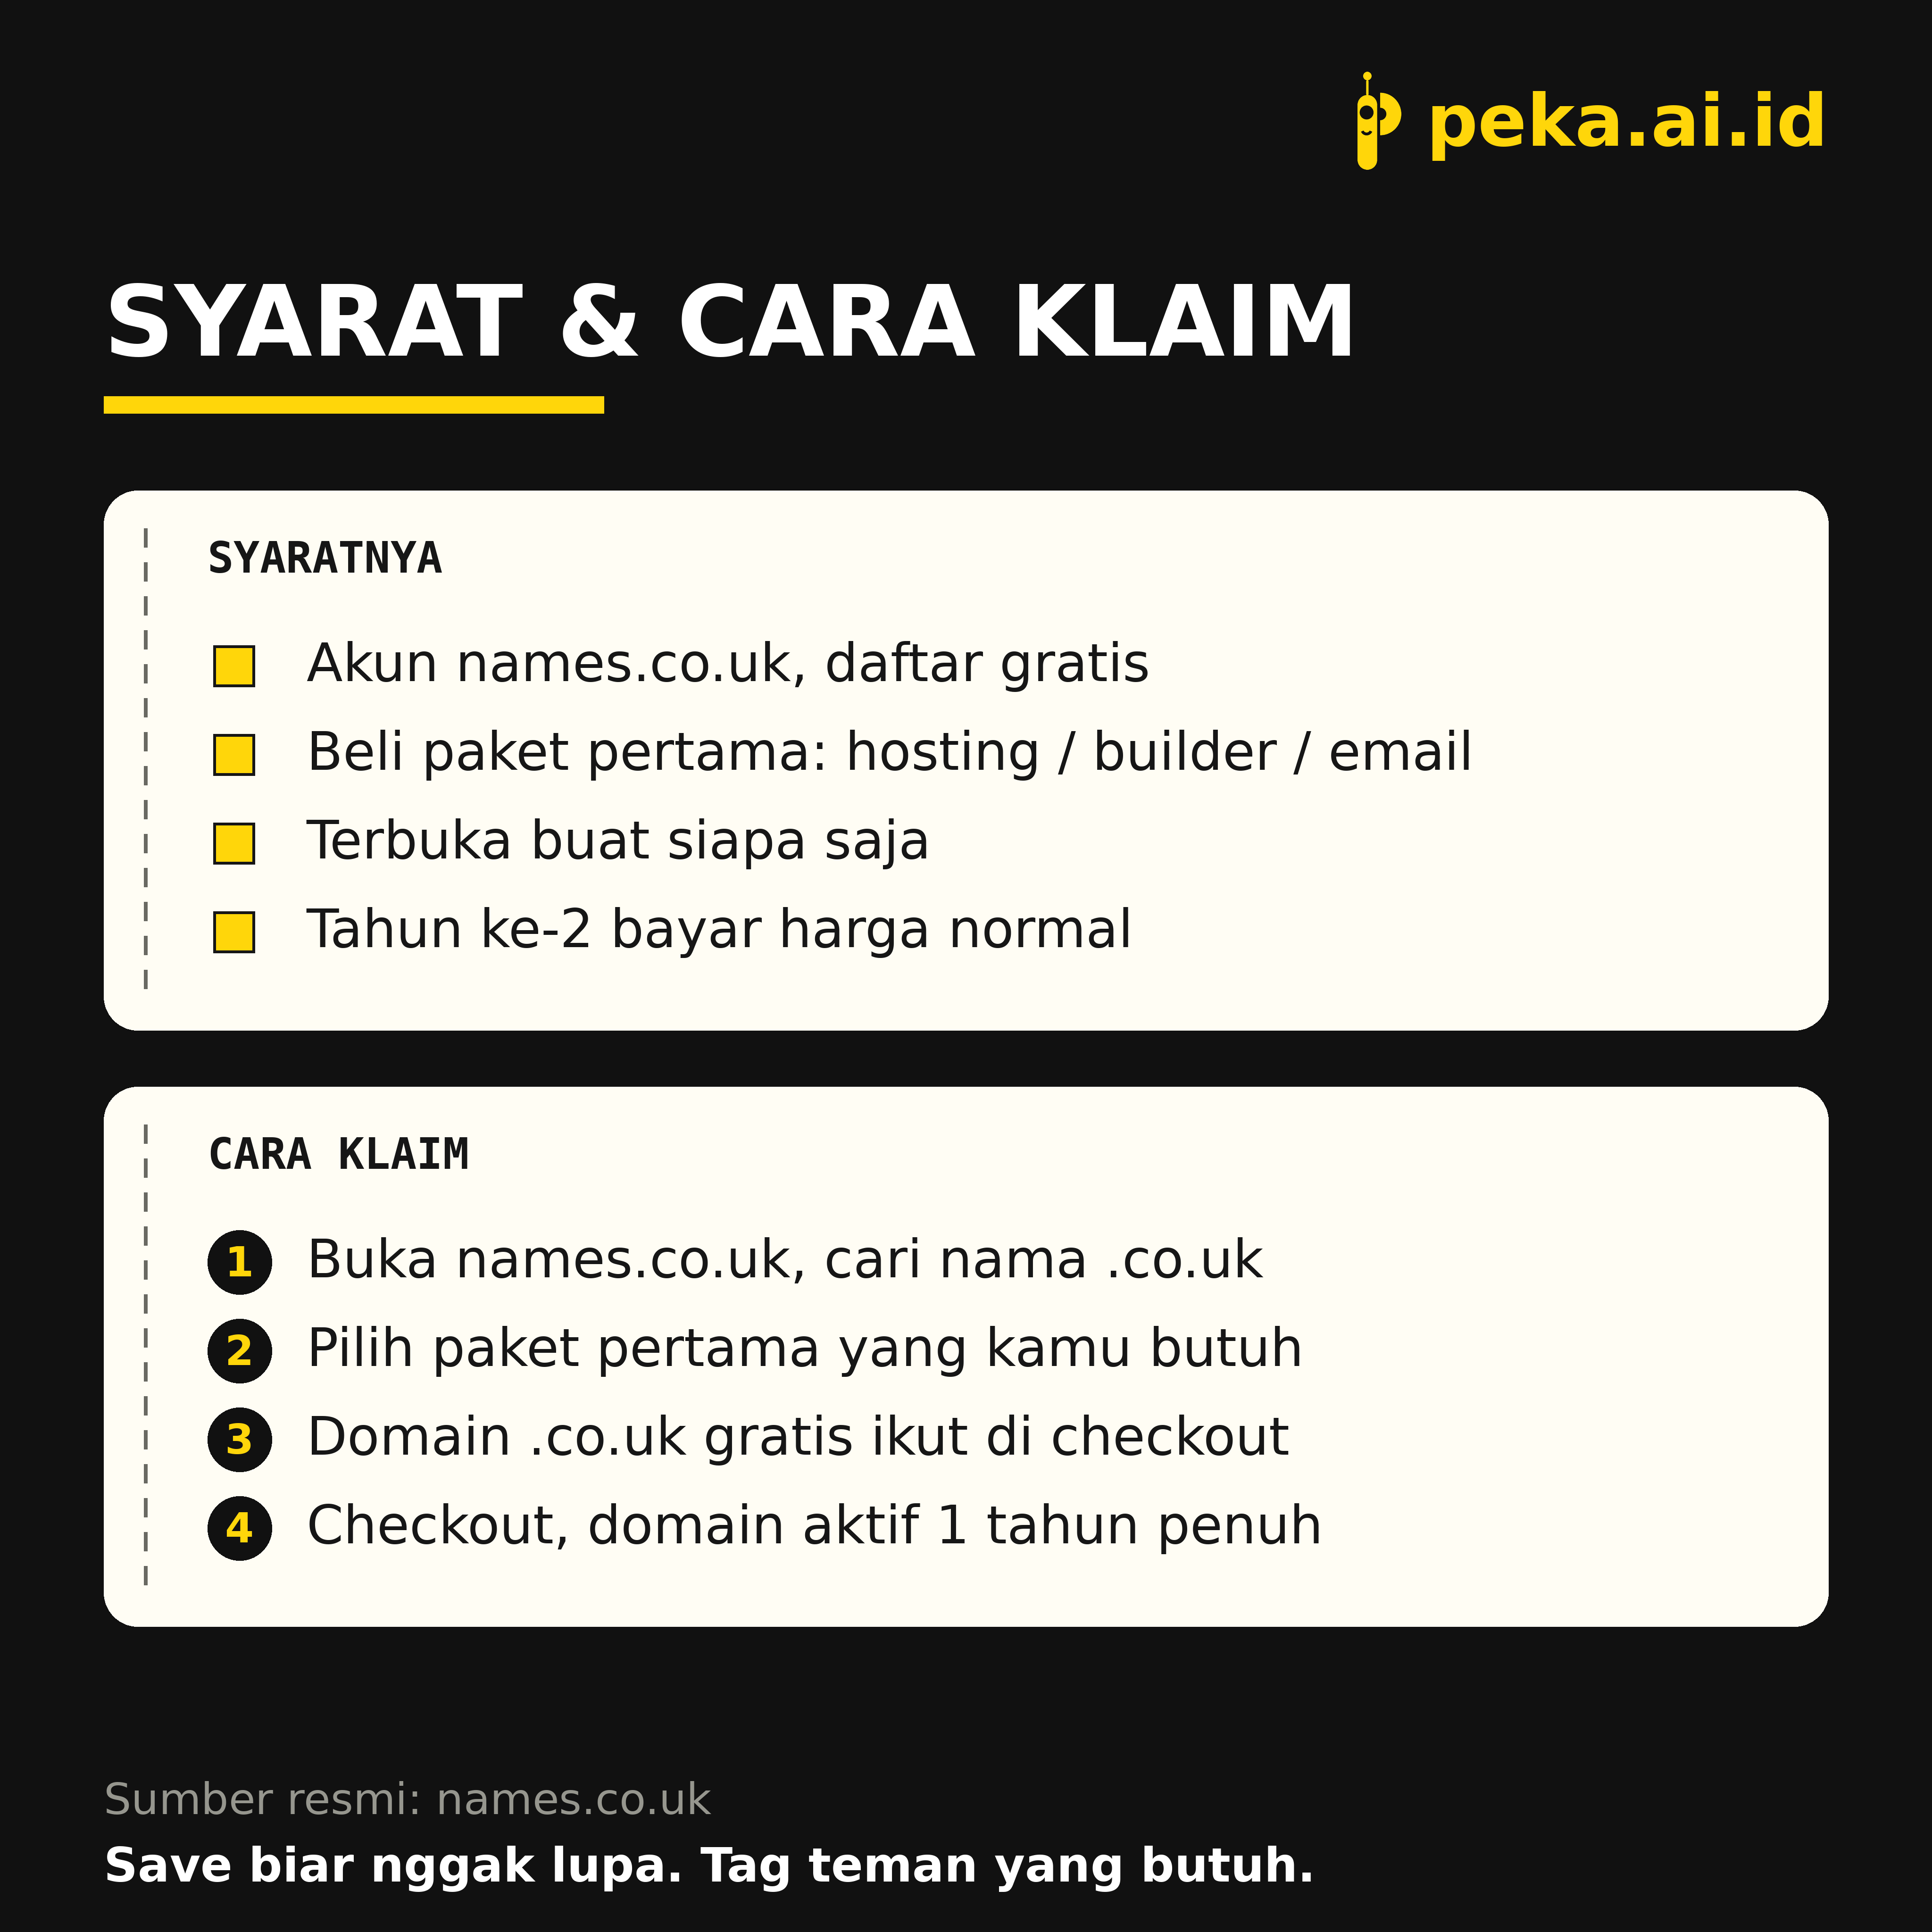 peka.ai.id
SYARAT & CARA KLAIM
SYARATNYA
Akun names.co.uk, daftar gratis
Beli paket pertama: hosting / builder / email
Terbuka buat siapa saja
Tahun ke-2 bayar harga normal
CARA KLAIM
1 Buka names.co.uk, cari nama .co.uk
2 Pilih paket pertama yang kamu butuh
3 Domain .co.uk gratis ikut di checkout
4 Checkout, domain aktif 1 tahun penuh
Sumber resmi: names.co.uk
Save biar nggak lupa. Tag teman yang butuh.